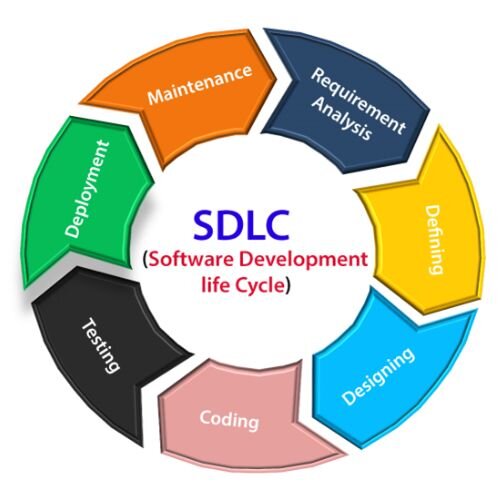 SDLC
(Software Development
life Cycle)
Requirement
Analysis
Defining
Designing
Coding
Testing
Deployment
Maintenance